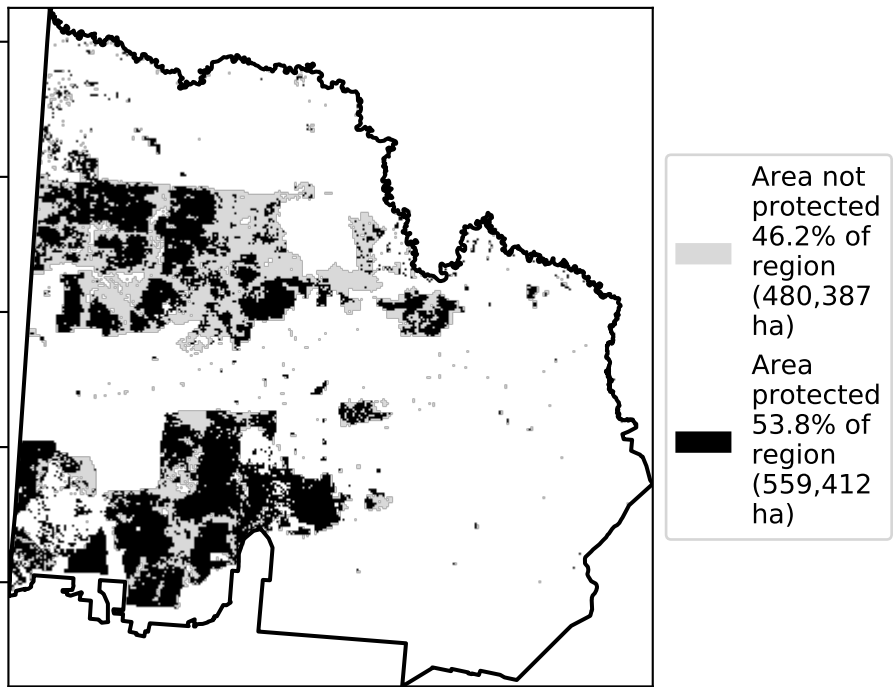 Area not
protected
46.2% of
region
(480,387
ha)
Area
protected
53.8% of
region
(559,412
ha)